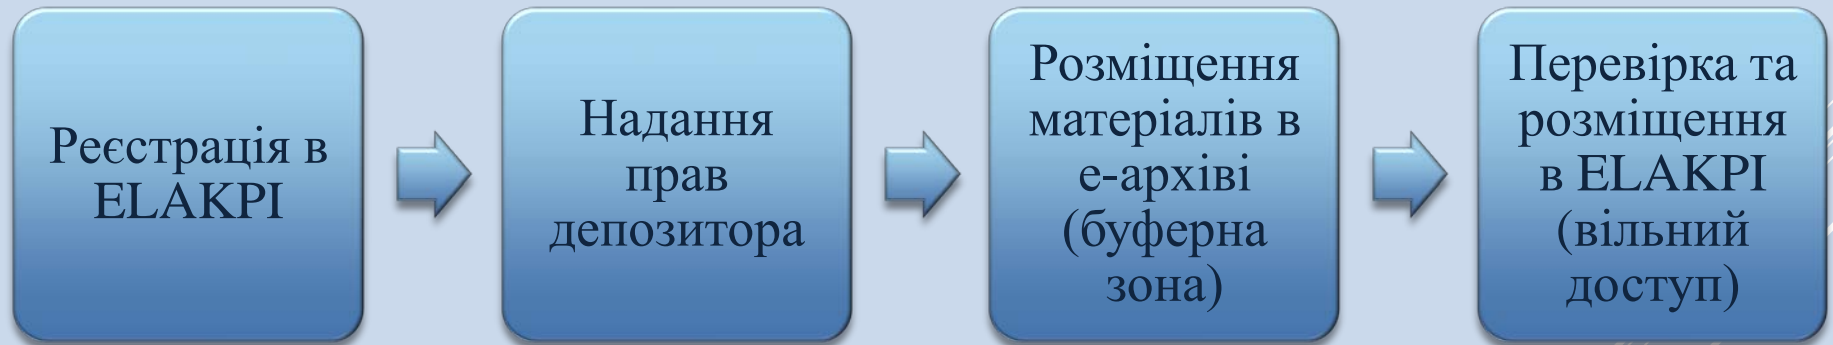 Реєстрація в
ELAKPI
Надання
прав
депозитора
Розміщення
матеріалів в
е-архіві
(буферна
зона)
Перевірка та
розміщення
в ELAKPI
(вільний
доступ)